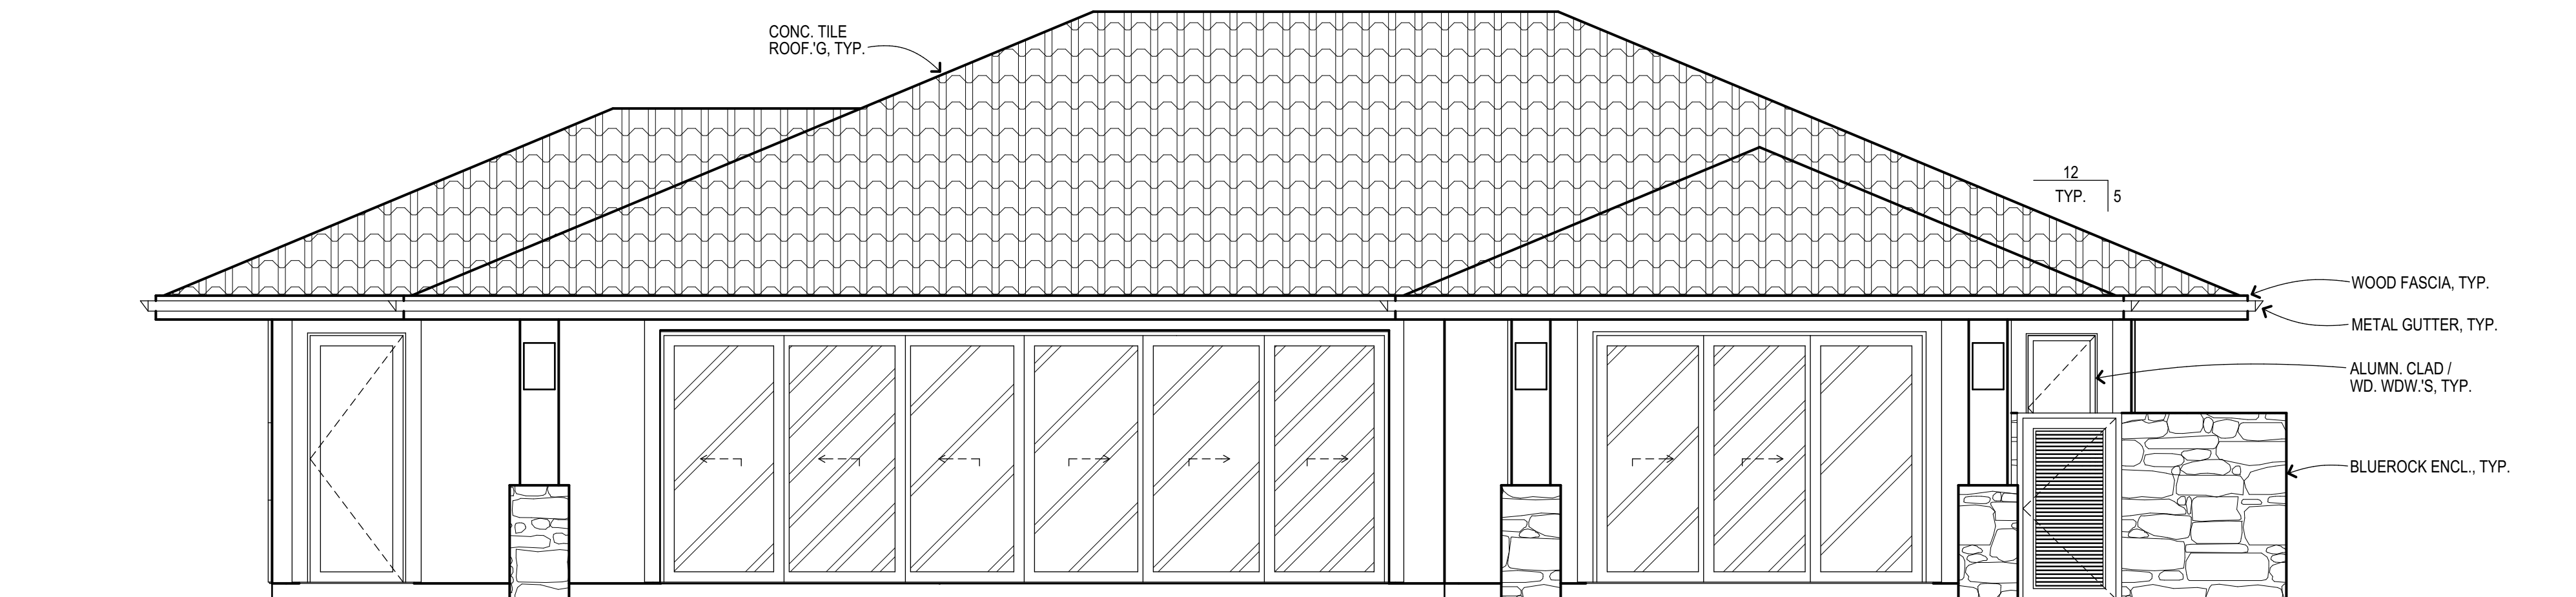 CONC. TILE
ROOF.'G, TYP.
12
TYP.
5
WOOD FASCIA, TYP.
METAL GUTTER, TYP.
ALUMN. CLAD /
WD. WDW.'S, TYP.
BLUEROCK ENCL., TYP.